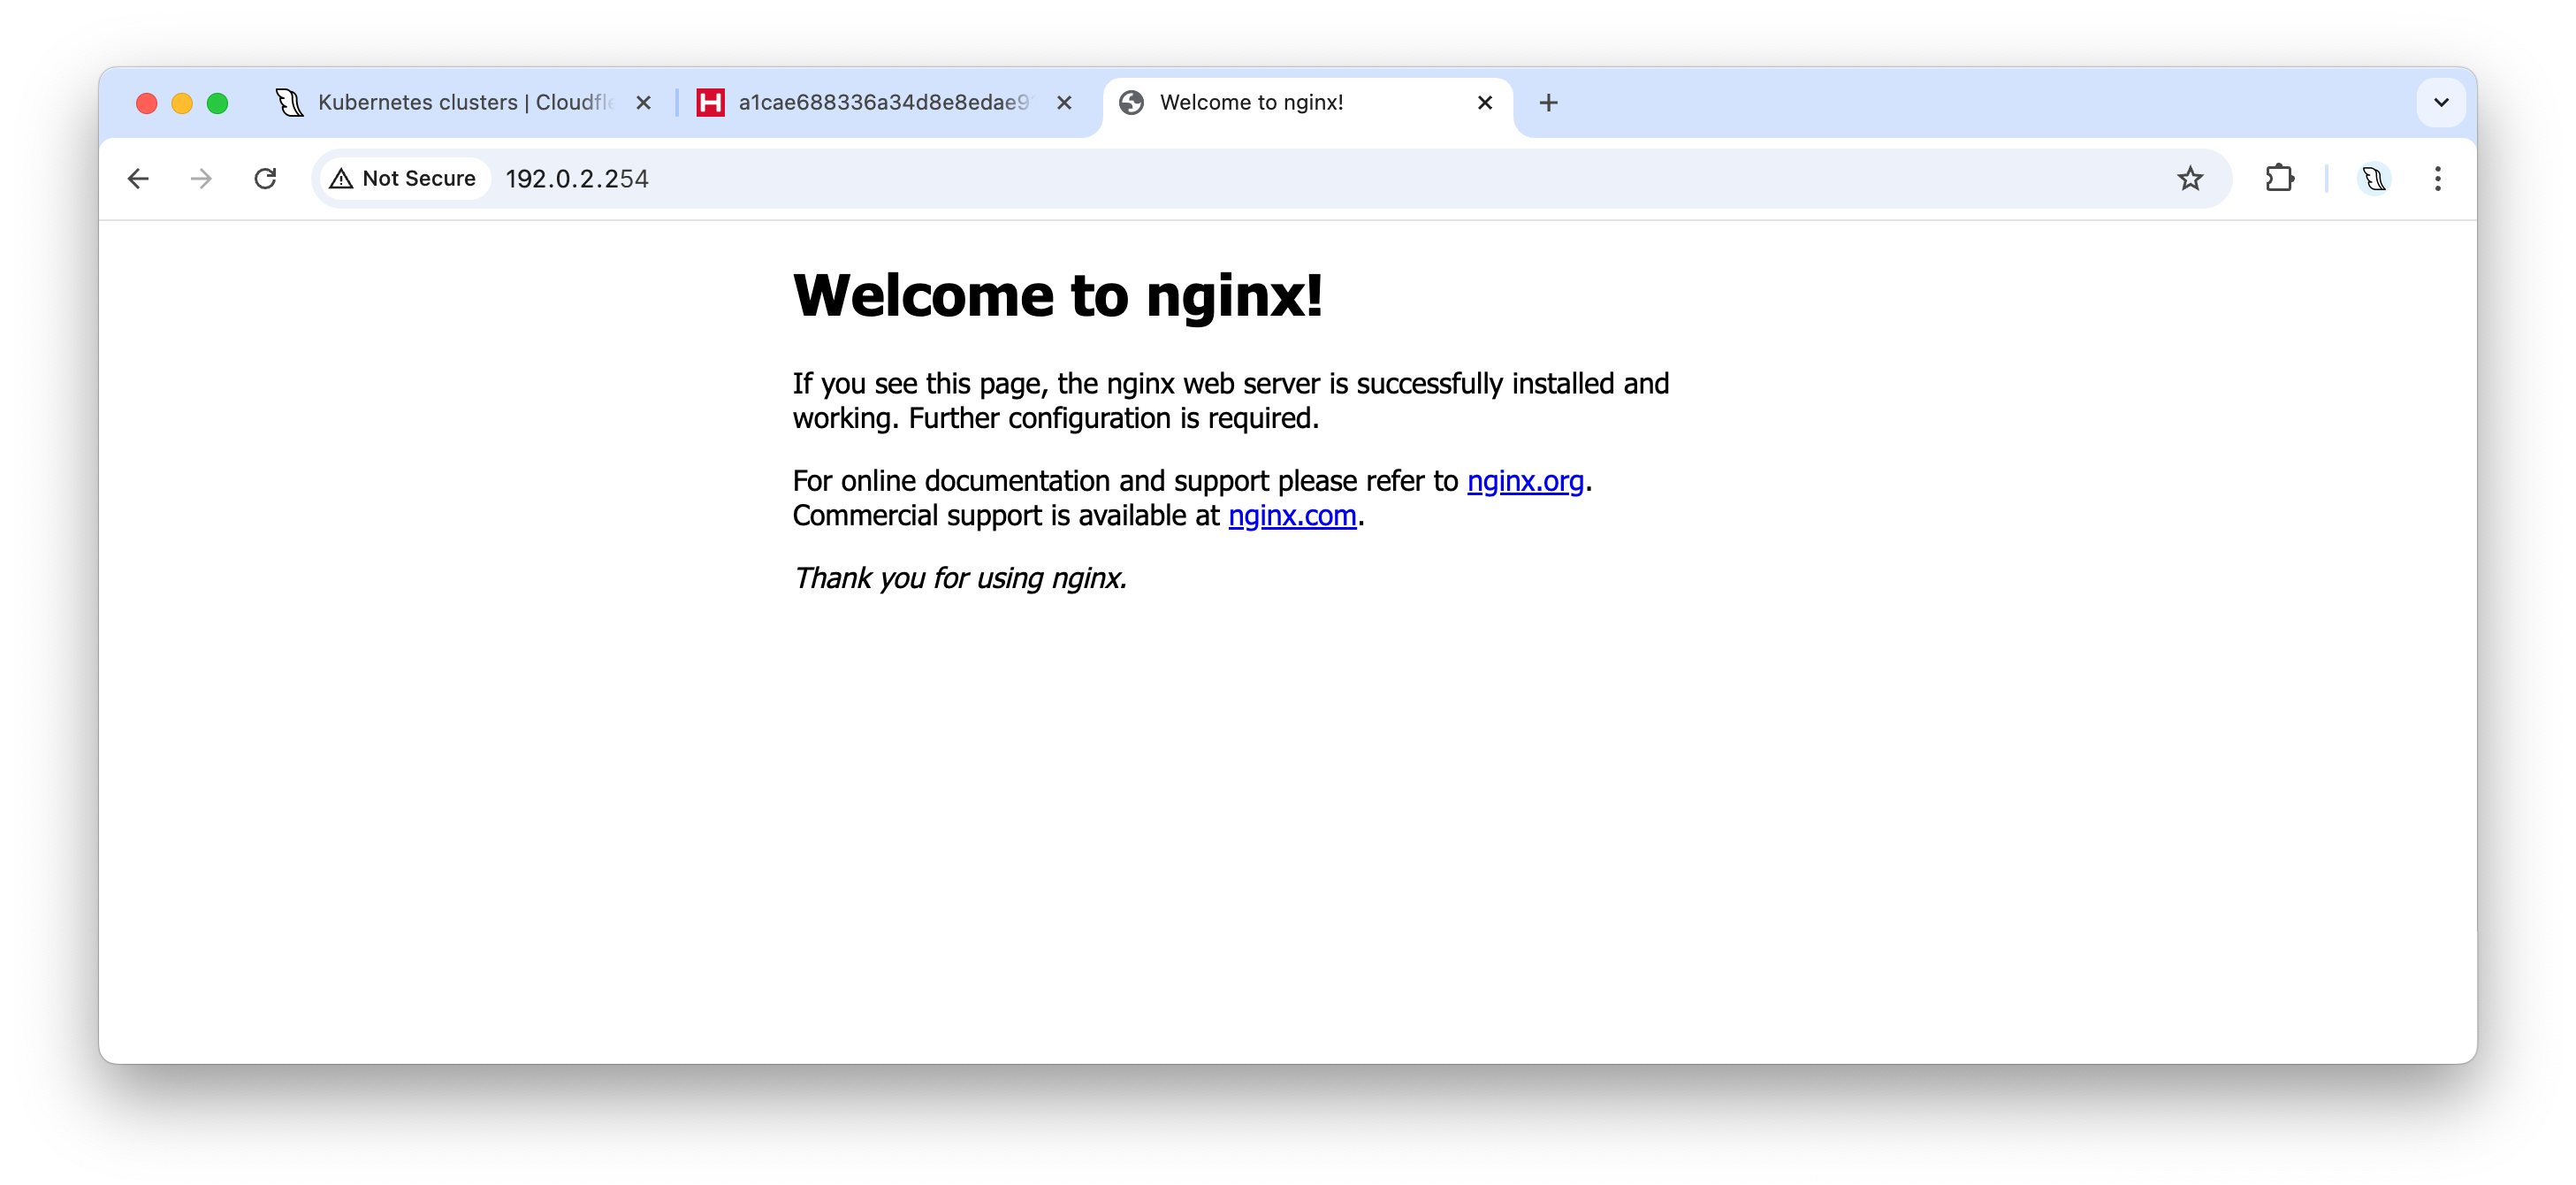 Kubernetes clusters | Cloudfle
a1cae688336a34d8e8edae9
Welcome to nginx!
Not Secure
192.0.2.254
Welcome to nginx!
If you see this page, the nginx web server is successfully installed and
working. Further configuration is required.
For online documentation and support please refer to nginx.org.
Commercial support is available at nginx.com.
Thank you for using nginx.